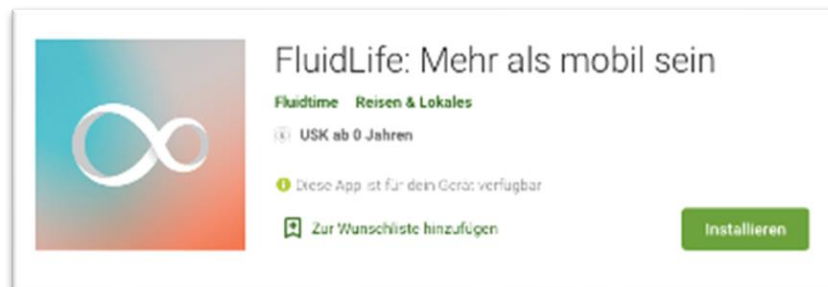 FluidLife: Mehr als mobil sein
Fluidtime Reisen & Lokales
USK ab 0 Jahren
Diese App ist für dein Gerät verfügbar
Zur Wunschliste hinzufügen
Installieren